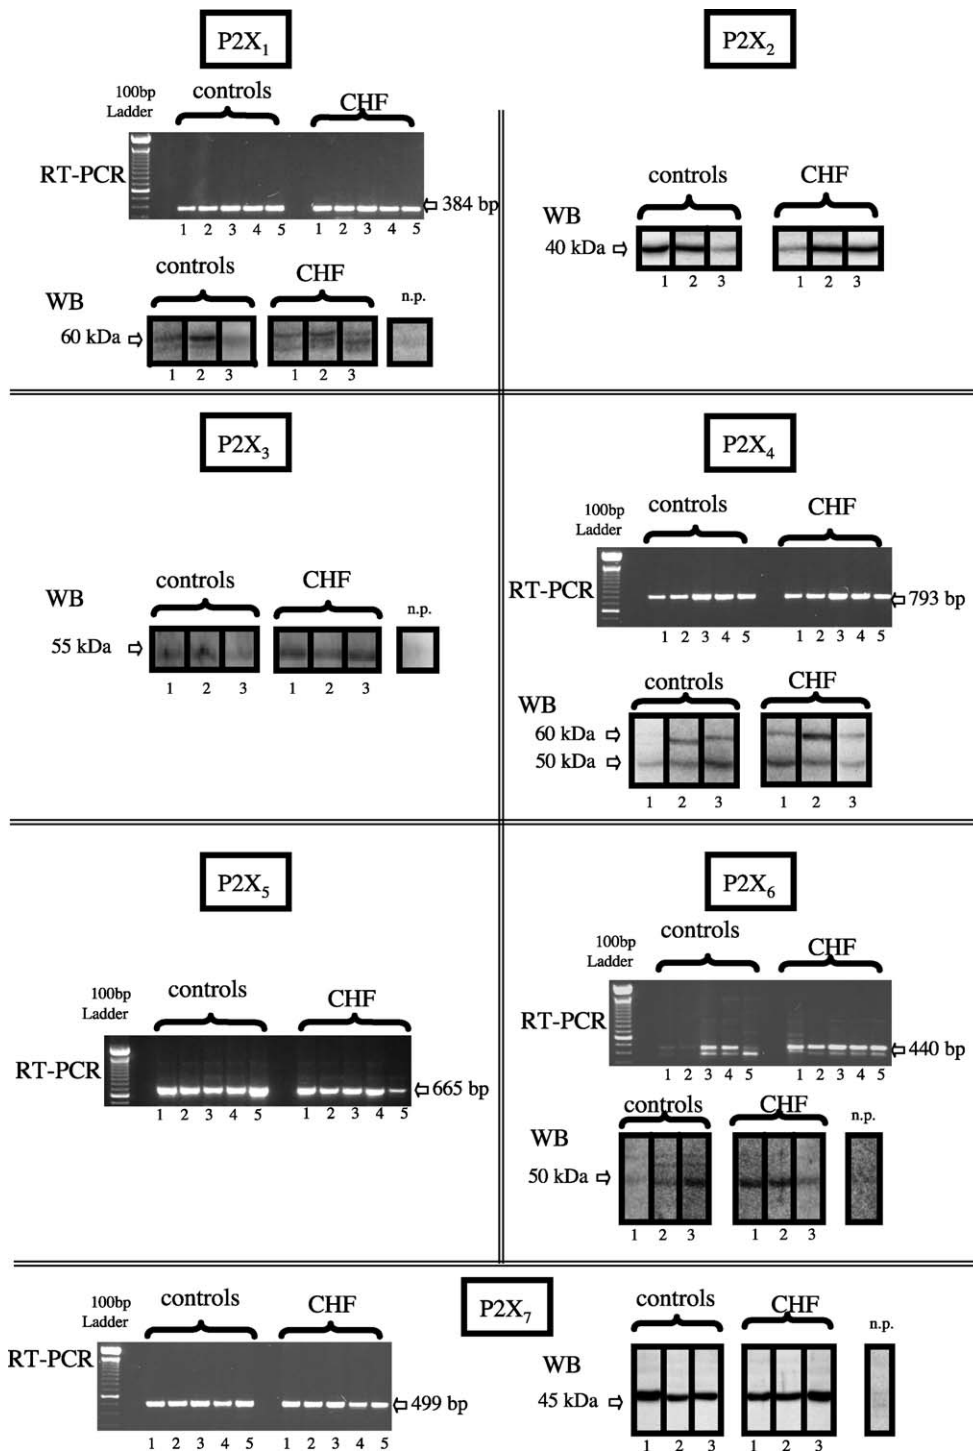 P2X1
100bp
Ladder
controls
CHF
RT-PCR
384 bp
1 2 3 4 5 1 2 3 4 5
controls
CHF
n.p.
WB
60 kDa
1 2 3 1 2 3
P2X2
controls
CHF
WB
40 kDa
1 2 3 1 2 3
P2X3
controls
CHF
n.p.
WB
55 kDa
1 2 3 1 2 3
P2X4
100bp
Ladder
controls
CHF
RT-PCR
793 bp
1 2 3 4 5 1 2 3 4 5
controls
CHF
WB
60 kDa
50 kDa
1 2 3 1 2 3
P2X5
100bp
Ladder
controls
CHF
RT-PCR
665 bp
1 2 3 4 5 1 2 3 4 5
P2X6
100bp
Ladder
controls
CHF
RT-PCR
440 bp
1 2 3 4 5 1 2 3 4 5
controls
CHF
n.p.
WB
50 kDa
1 2 3 1 2 3
P2X7
100bp
Ladder
controls
CHF
RT-PCR
499 bp
1 2 3 4 5 1 2 3 4 5
controls
CHF
n.p.
WB
45 kDa
1 2 3 1 2 3